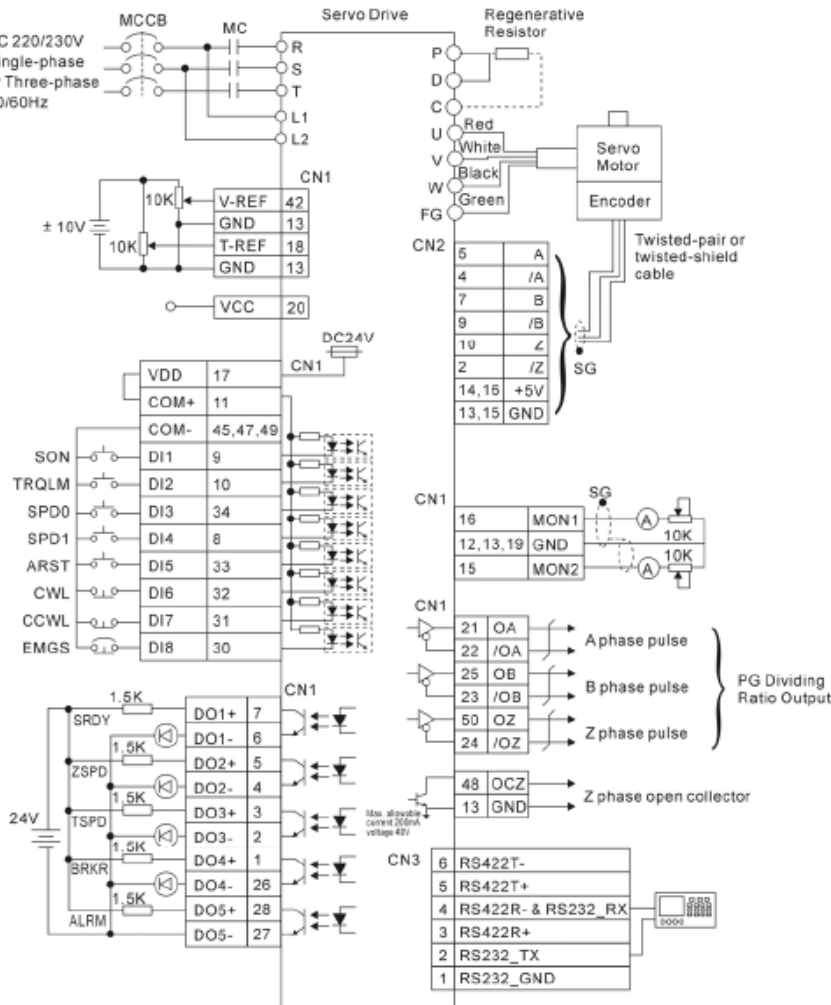 Servo Drive
MCCB
MC
C 220/230V
ingle-phase
Three-phase
0/60Hz
R
S
T
L1
L2
Regenerative
Resistor
P
D
C
U
V
W
FG
Red
White
Black
Green
Servo
Motor
Encoder
Twisted-pair or
twisted-shield
cable
CN1
± 10V
10K
10K
V-REF 42
GND 13
T-REF 18
GND 13
VCC 20
DC24V
CN1
VDD 17
COM+ 11
COM- 45,47,49
SON DI1 9
TRQLM DI2 10
SPD0 DI3 34
SPD1 DI4 8
ARST DI5 33
CWL DI6 32
CCWL DI7 31
EMGS DI8 30
CN1
24V
1.5K
SRDY
DO1+ 7
DO1- 6
1.5K
ZSPD
DO2+ 5
DO2- 4
1.5K
TSPD
DO3+ 3
DO3- 2
1.5K
BRKR
DO4+ 1
DO4- 26
1.5K
ALRM
DO5+ 28
DO5- 27
CN2
5 A
4 /A
7 B
9 /B
10 Z
2 /Z
14,16 +5V
13,15 GND
SG
CN1
SG
16 MON1
12,13,19 GND
15 MON2
A
10K
10K
A
CN1
21 OA
22 /OA
A phase pulse
25 OB
23 /OB
B phase pulse
50 OZ
24 /OZ
Z phase pulse
PG Dividing
Ratio Output
48 OCZ
13 GND
Z phase open collector
Max. allowable
current 200mA
voltage 40V
CN3
6 RS422T-
5 RS422T+
4 RS422R- & RS232_RX
3 RS422R+
2 RS232_TX
1 RS232_GND